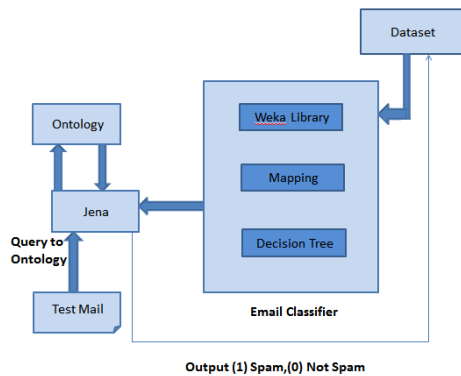 Dataset
Weka Library
Ontology
Mapping
Jena
Query to
Ontology
Decision Tree
Test Mail
Email Classifier
Output (1) Spam,(0) Not Spam